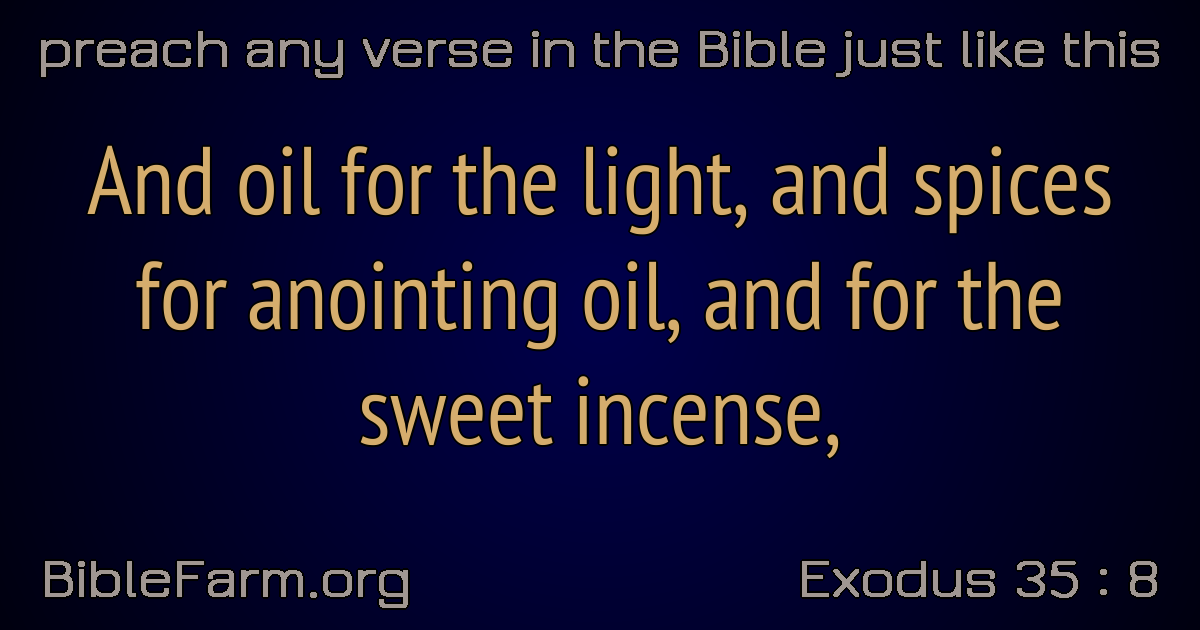 preach any verse in the Bible just like this
And oil for the light, and spices
for anointing oil, and for the
sweet incense,
BibleFarm.org
Exodus 35 : 8